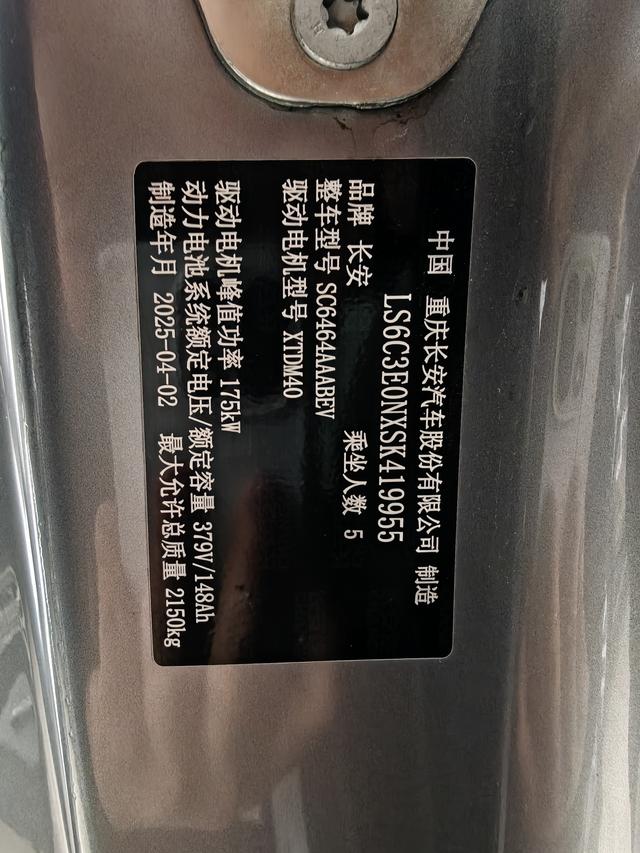 中国 重庆长安汽车股份有限公司 制造
LS6C3E0NXSK419955
品牌 长安 乘坐人数 5
整车型号 SC6464AAABEV
驱动电机型号 XTDM40
驱动电机峰值功率 175kW
动力电池系统额定电压/额定容量 379V/148Ah
制造年月 2025-04-02 最大允许总质量 2150kg